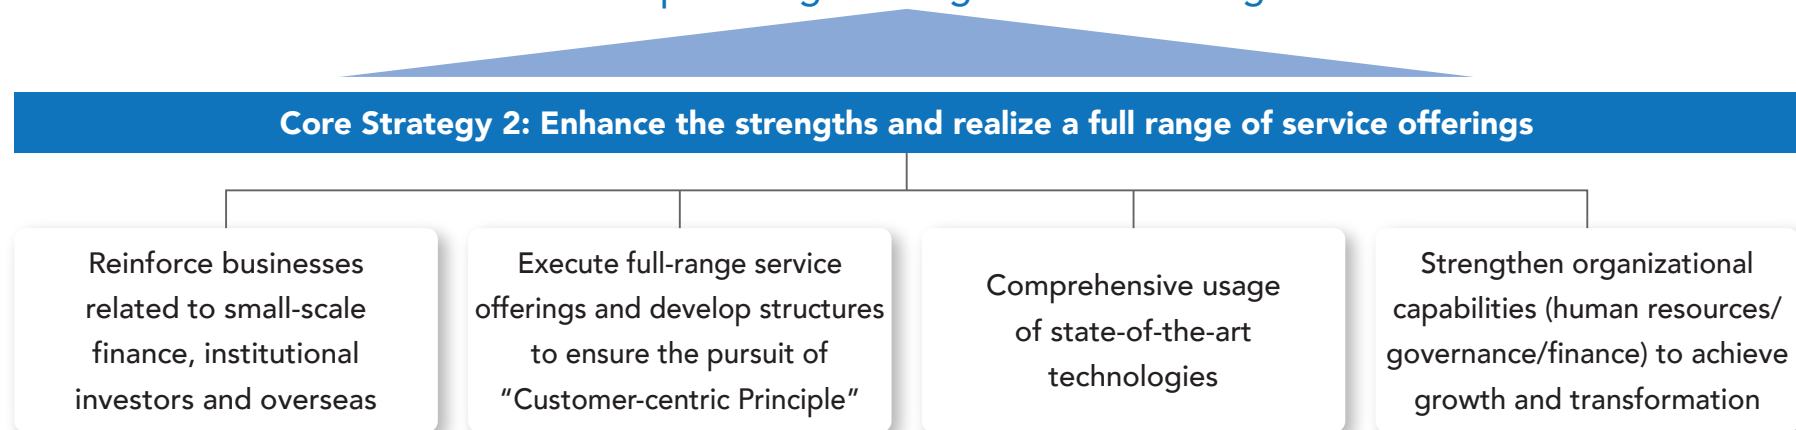 Core Strategy 2: Enhance the strengths and realize a full range of service offerings
Reinforce businesses
related to small-scale
finance, institutional
investors and overseas
Execute full-range service
offerings and develop structures
to ensure the pursuit of
“Customer-centric Principle”
Comprehensive usage
of state-of-the-art
technologies
Strengthen organizational
capabilities (human resources/
governance/finance) to achieve
growth and transformation